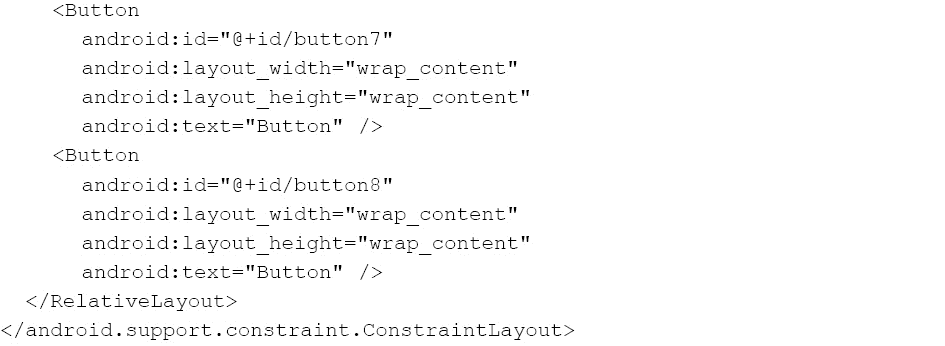 <Button
android:id="@+id/button7"
android:layout_width="wrap_content"
android:layout_height="wrap_content"
android:text="Button" />
<Button
android:id="@+id/button8"
android:layout_width="wrap_content"
android:layout_height="wrap_content"
android:text="Button" />
</RelativeLayout>
</android.support.constraint.ConstraintLayout>